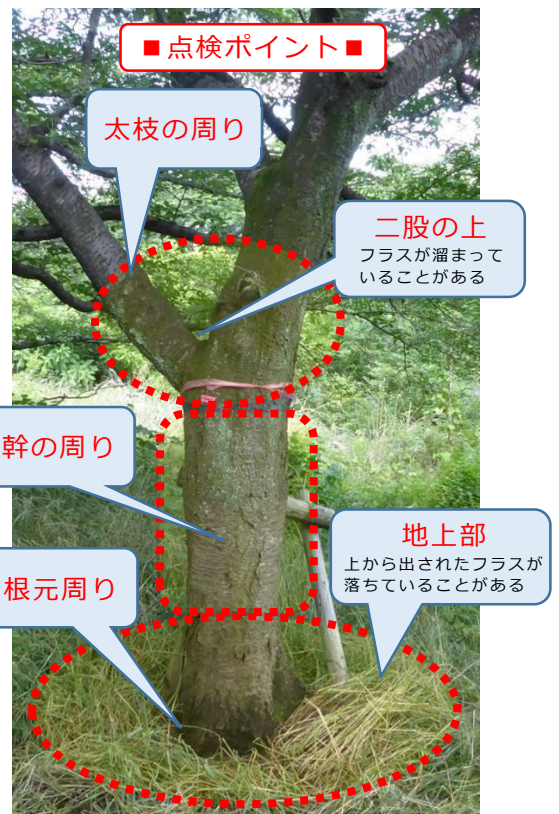 ■点検ポイント■
太枝の周り
二股の上
フラスが溜まって
いることがある
幹の周り
地上部
上から出されたフラスが
落ちていることがある
根元周り